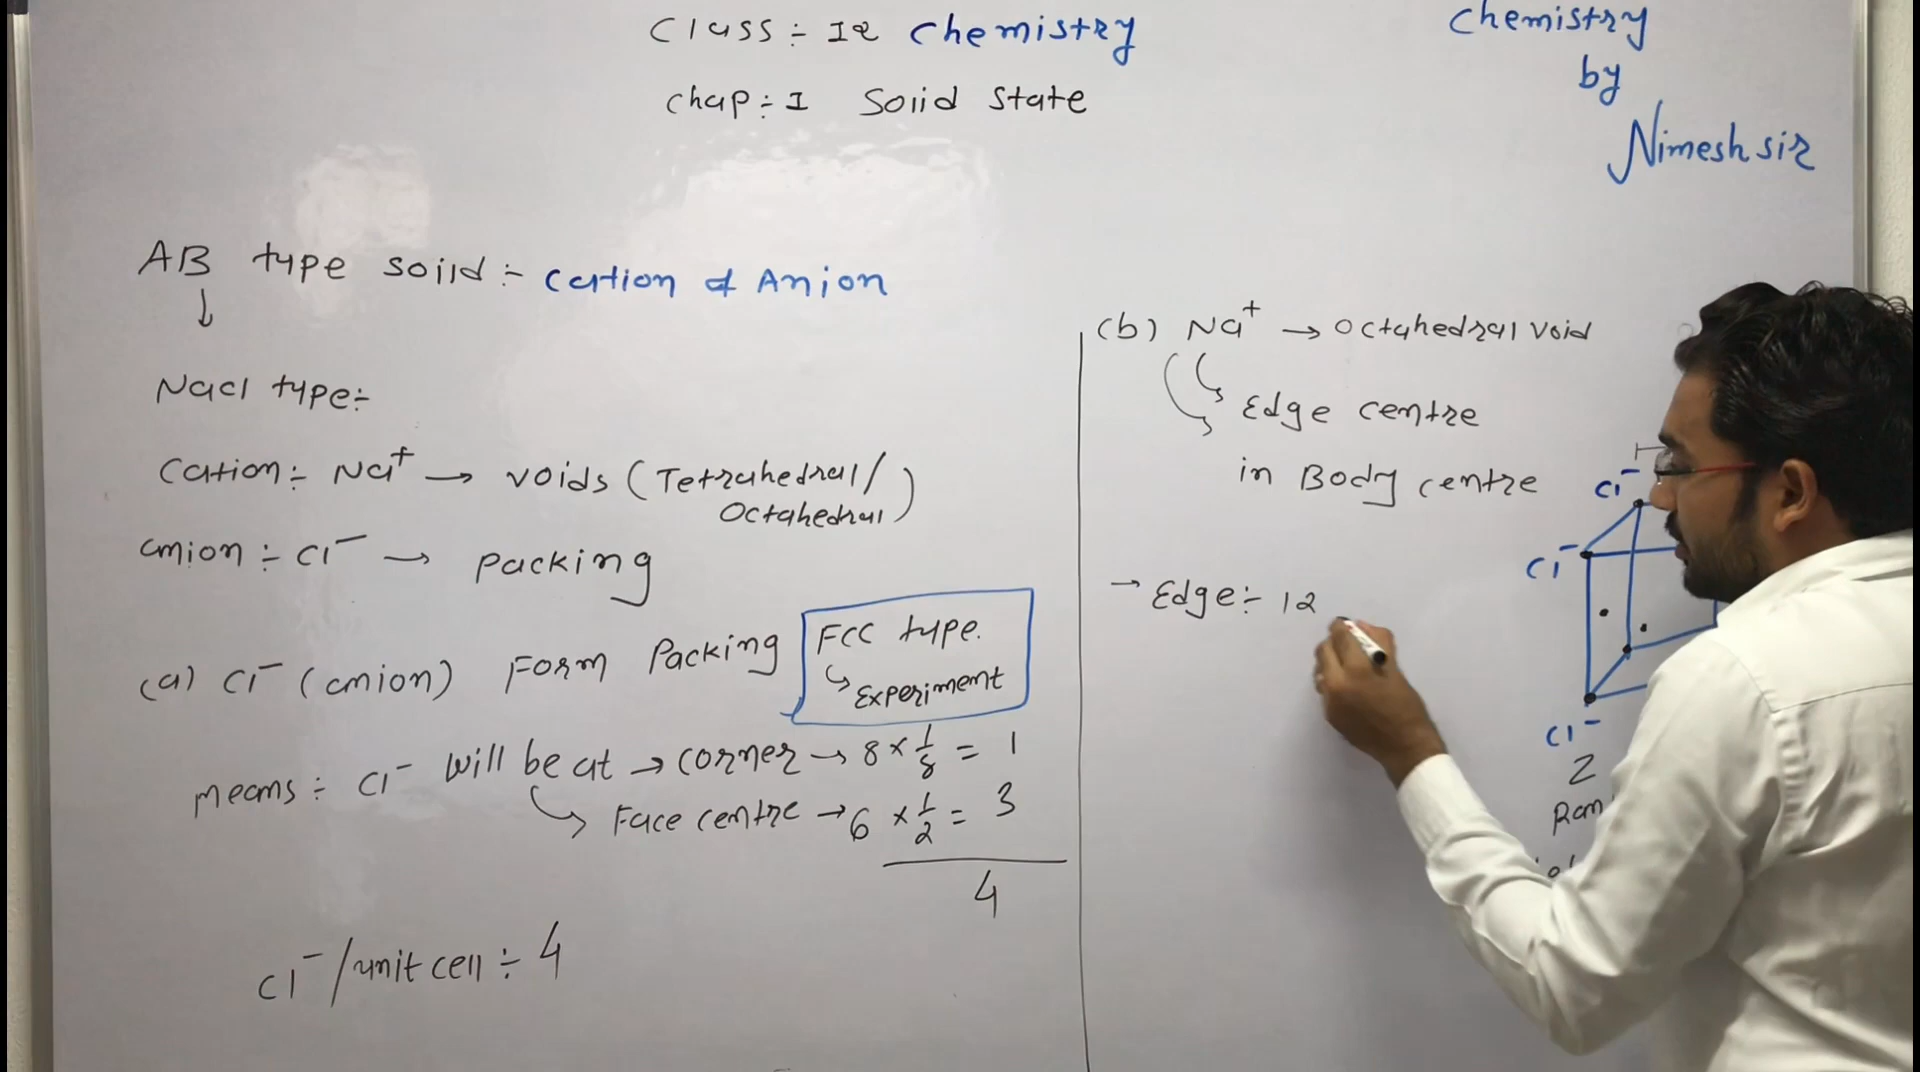 Class :- 12 Chemistry
Chap :- 1 Solid State
Chemistry
by
Nimesh sir
AB type solid :- Cation & Anion
↓
NaCl type :-
Cation :- Na⁺ → voids (Tetrahedral/
Octahedral)
anion :- Cl⁻ → packing
(a) Cl⁻ (anion) Form Packing FCC type.
↳ Experiment
means :- Cl⁻ will be at → corner → 8 × 1/8 = 1
↳ Face centre → 6 × 1/2 = 3
4
Cl⁻/unit cell :- 4
(b) Na⁺ → Octahedral void
↳ Edge centre
↳ in Body centre
→ Edge :- 12
Cl⁻
Cl⁻
Cl⁻